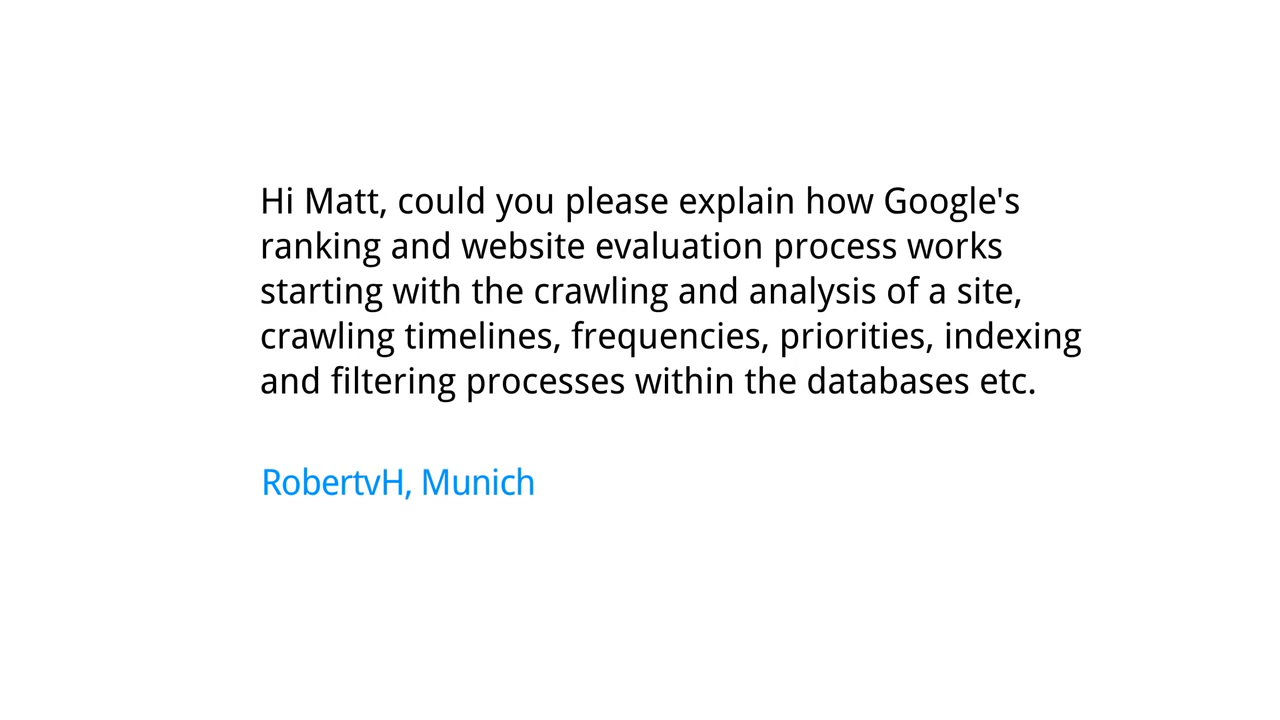 Hi Matt, could you please explain how Google's
ranking and website evaluation process works
starting with the crawling and analysis of a site,
crawling timelines, frequencies, priorities, indexing
and filtering processes within the databases etc.
RobertvH, Munich